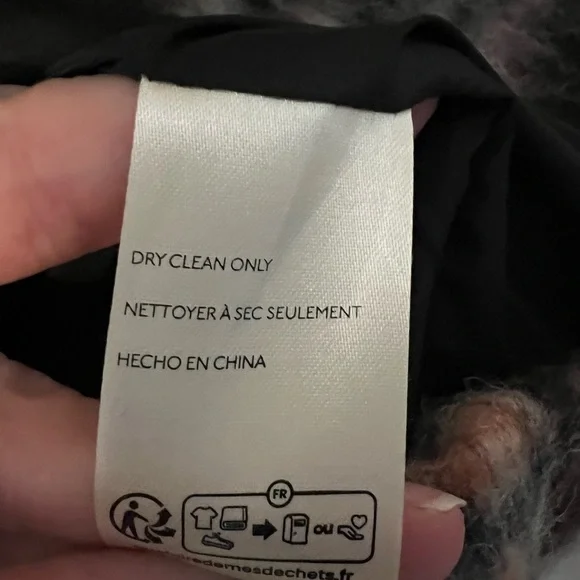 DRY CLEAN ONLY
NETTOYER À SEC SEULEMENT
HECHO EN CHINA
FR
ou